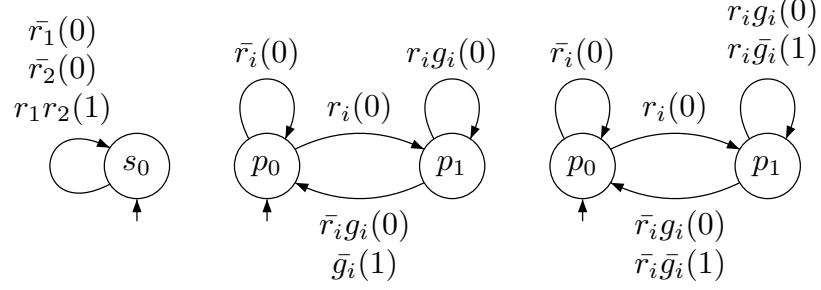 r̄₁(0)
r̄₂(0)
r₁r₂(1)
s₀
r̄ᵢ(0)
rᵢgᵢ(0)
rᵢ(0)
p₀
p₁
r̄ᵢgᵢ(0)
ḡᵢ(1)
r̄ᵢ(0)
rᵢgᵢ(0)
rᵢḡᵢ(1)
rᵢ(0)
p₀
p₁
r̄ᵢgᵢ(0)
r̄ᵢḡᵢ(1)